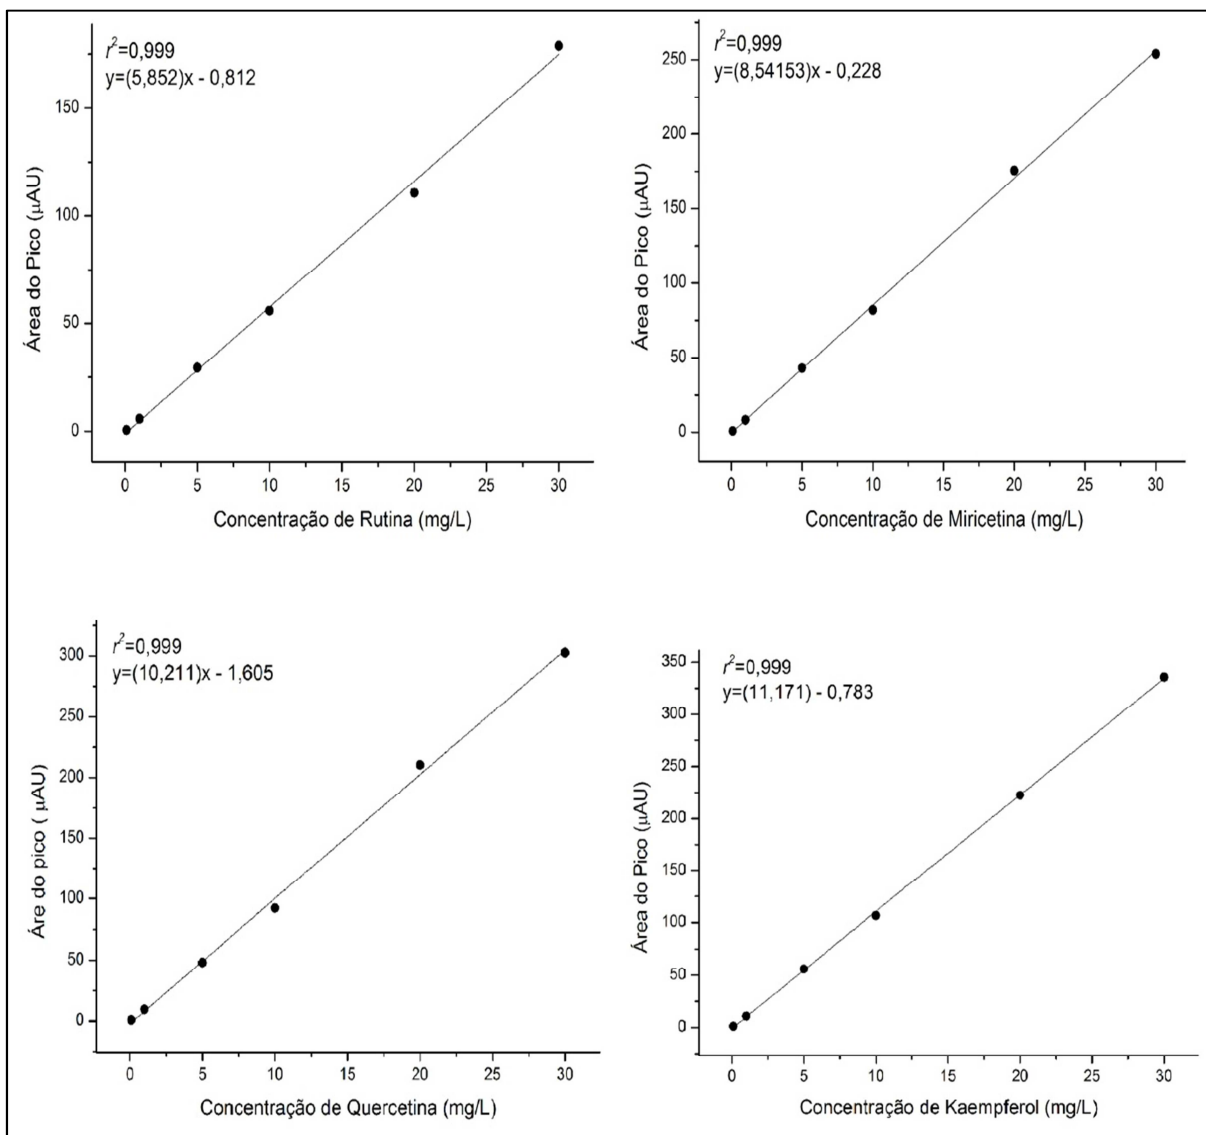 r²=0,999
y=(5,852)x - 0,812
150
100
50
0
Área do Pico (μAU)
0 5 10 15 20 25 30
Concentração de Rutina (mg/L)
r²=0,999
y=(8,54153)x - 0,228
250
200
150
100
50
0
Área do Pico (μAU)
0 5 10 15 20 25 30
Concentração de Miricetina (mg/L)
r²=0,999
y=(10,211)x - 1,605
300
250
200
150
100
50
0
Áre do pico ( μAU)
0 5 10 15 20 25 30
Concentração de Quercetina (mg/L)
r²=0,999
y=(11,171) - 0,783
350
300
250
200
150
100
50
0
Área do Pico (μAU)
0 5 10 15 20 25 30
Concentração de Kaempferol (mg/L)